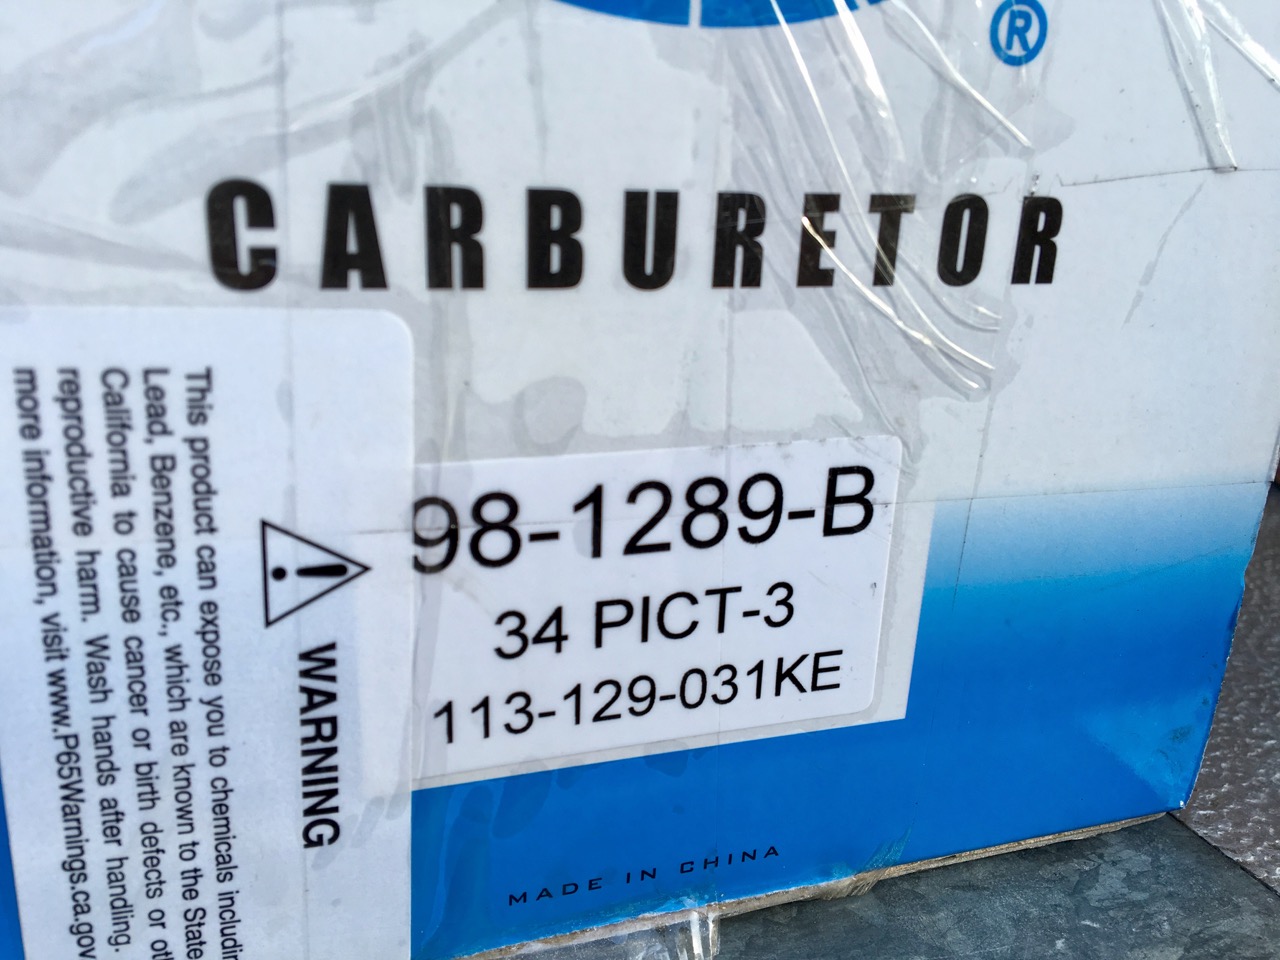 ®
CARBURETOR
98-1289-B
34 PICT-3
113-129-031KE
MADE IN CHINA
WARNING
This product can expose you to chemicals
Lead, Benzene, etc., which are known to the State
California to cause cancer or birth defects or
reproductive harm. Wash hands after handling.
more information, visit www.P65Warnings.ca.gov